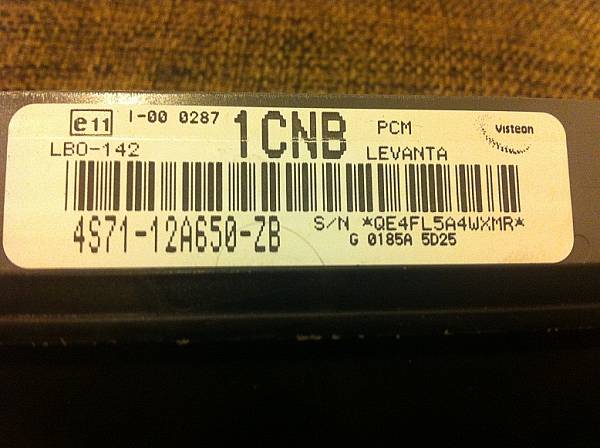 e11 I-00 0287 1CNB PCM Visteon
LBO-142 LEVANTA
4S71-12A650-ZB S/N *QE4FL5A4WXMR*
G 0185A 5D25